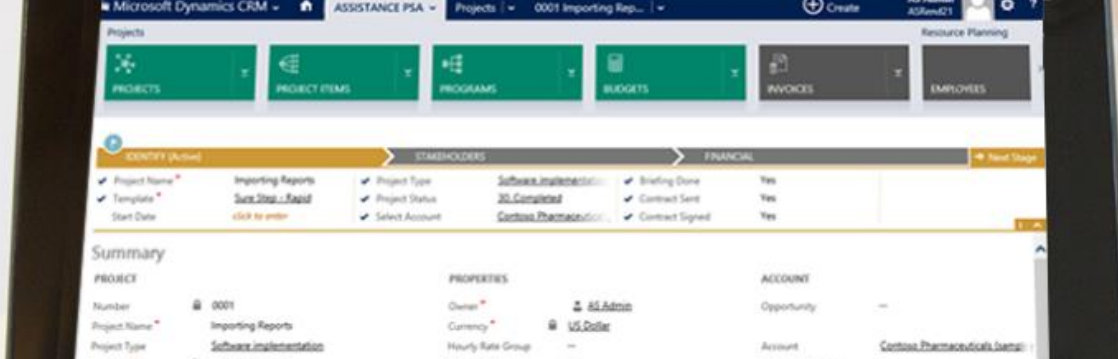 Microsoft Dynamics CRM ASSISTANCE PSA Projects 0001 Importing Rep... Create
ASRend21
Projects Resource Planning
PROJECTS PROJECT ITEMS PROGRAMS BUDGETS INVOICES EMPLOYEES
IDENTIFY (Active) STAKEHOLDERS FINANCIAL Next Stage
Project Name * Importing Reports Project Type Software implementatio Briefing Done Yes
Template * Sure Step - Rapid Project Status 30. Completed Contract Sent Yes
Start Date click to enter Select Account Contoso Pharmaceutical Contract Signed Yes
Summary
PROJECT PROPERTIES ACCOUNT
Number 0001 Owner * AS Admin Opportunity --
Project Name * Importing Reports Currency * US Dollar
Project Type Software implementation Hourly Rate Group -- Account Contoso Pharmaceuticals (sampl